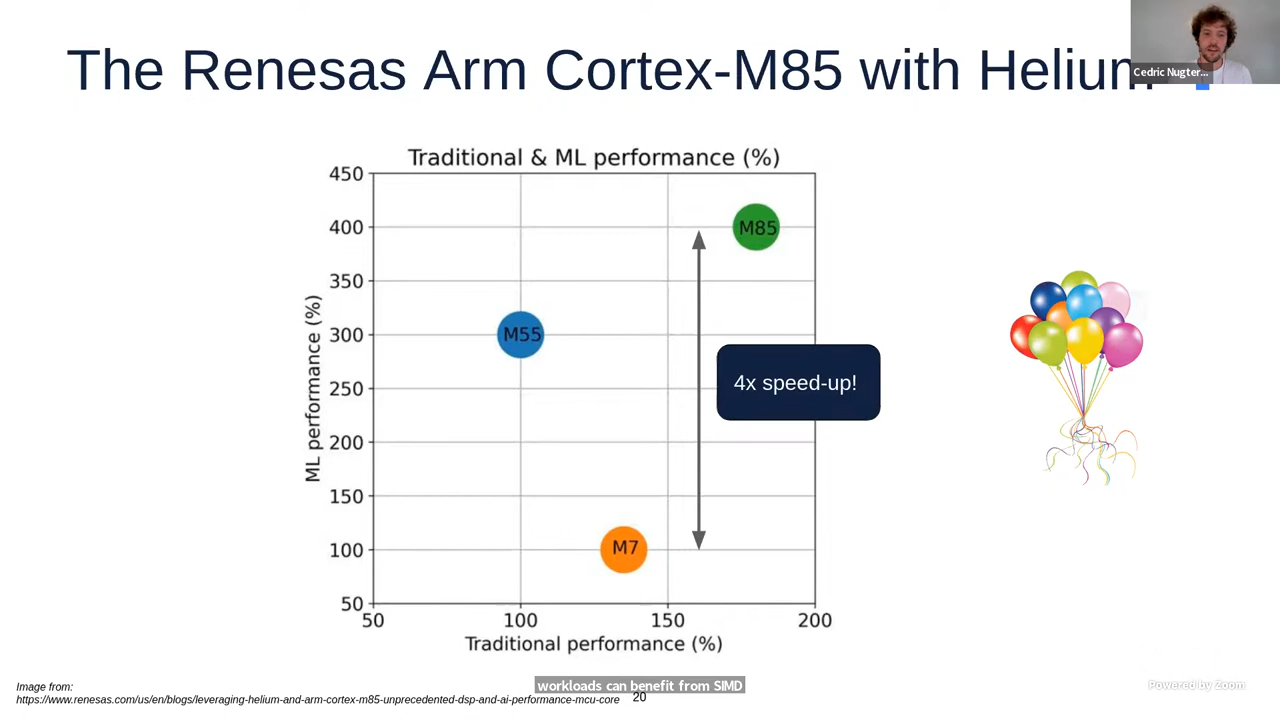 The Renesas Arm Cortex-M85 with Helium
Cedric Nugter...
Traditional & ML performance (%)
450
400
350
300
250
200
150
100
50
ML performance (%)
M85
M55
M7
4x speed-up!
50
100
150
200
Traditional performance (%)
workloads can benefit from SIMD
Image from:
https://www.renesas.com/us/en/blogs/leveraging-helium-and-arm-cortex-m85-unprecedented-dsp-and-ai-performance-mcu-core
20
Powered by Zoom